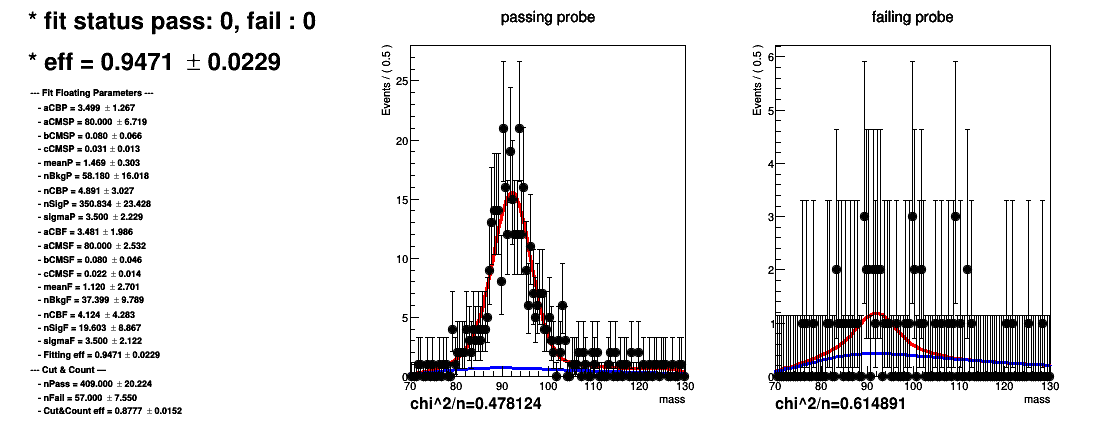 * fit status pass: 0, fail : 0
* eff = 0.9471 ± 0.0229
--- Fit Floating Parameters ---
- aCBP = 3.499 ± 1.267
- aCMSP = 80.000 ± 6.719
- bCMSP = 0.080 ± 0.066
- cCMSP = 0.031 ± 0.013
- meanP = 1.469 ± 0.303
- nBkgP = 58.180 ± 16.018
- nCBP = 4.891 ± 3.027
- nSigP = 350.834 ± 23.428
- sigmaP = 3.500 ± 2.229
- aCBF = 3.481 ± 1.986
- aCMSF = 80.000 ± 2.532
- bCMSF = 0.080 ± 0.046
- cCMSF = 0.022 ± 0.014
- meanF = 1.120 ± 2.701
- nBkgF = 37.399 ± 9.789
- nCBF = 4.124 ± 4.283
- nSigF = 19.603 ± 8.867
- sigmaF = 3.500 ± 2.122
- Fitting eff = 0.9471 ± 0.0229
--- Cut & Count ---
- nPass = 409.000 ± 20.224
- nFail = 57.000 ± 7.550
- Cut&Count eff = 0.8777 ± 0.0152
passing probe
Events / ( 0.5 )
25
20
15
10
5
0
70 80 90 100 110 120 130
mass
chi^2/n=0.478124
failing probe
Events / ( 0.5 )
6
5
4
3
2
1
0
70 80 90 100 110 120 130
mass
chi^2/n=0.614891